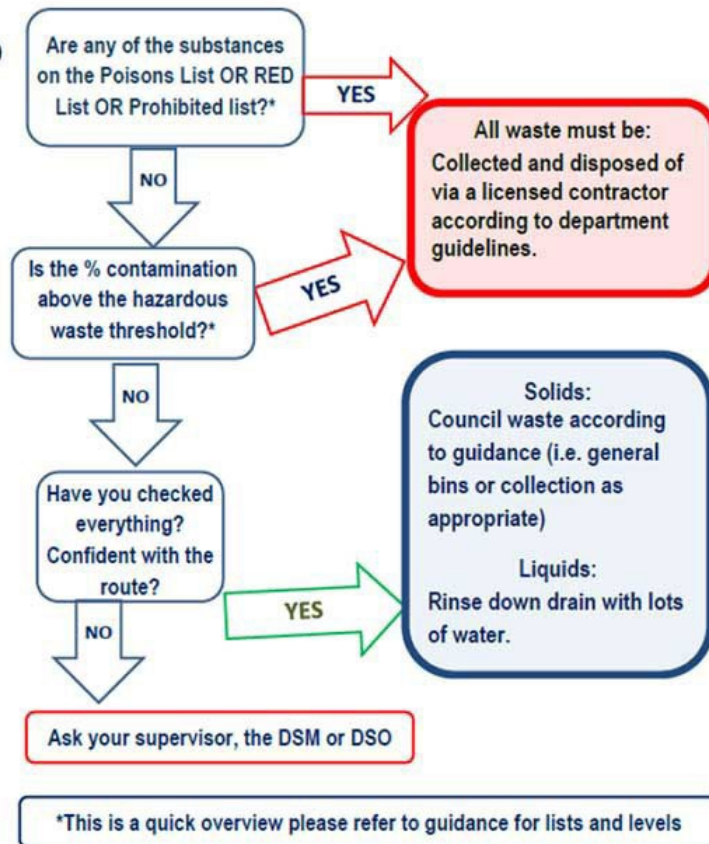 Are any of the substances
on the Poisons List OR RED
List OR Prohibited list?*
YES
All waste must be:
Collected and disposed of
via a licensed contractor
according to department
guidelines.
NO
Is the % contamination
above the hazardous
waste threshold?*
YES
NO
Solids:
Council waste according
to guidance (i.e. general
bins or collection as
appropriate)
Liquids:
Rinse down drain with lots
of water.
Have you checked
everything?
Confident with the
route?
YES
NO
Ask your supervisor, the DSM or DSO
*This is a quick overview please refer to guidance for lists and levels